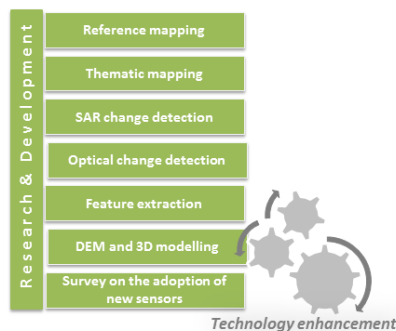 Research & Development
Reference mapping
Thematic mapping
SAR change detection
Optical change detection
Feature extraction
DEM and 3D modelling
Survey on the adoption of
new sensors
Technology enhancement